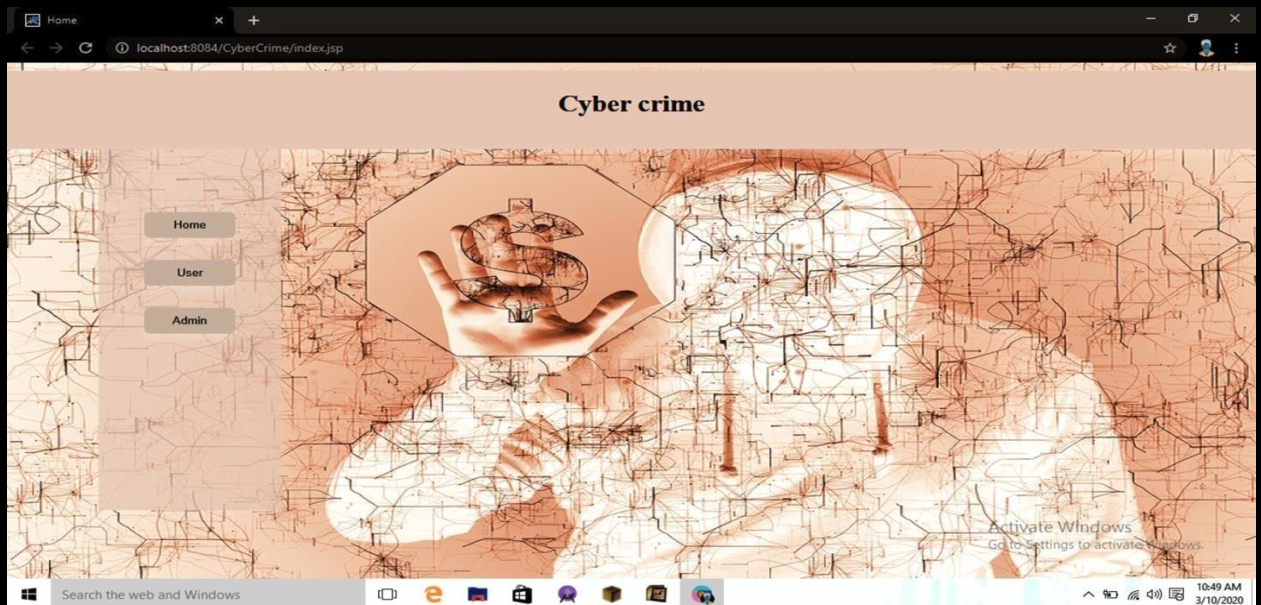 Home
localhost:8084/CyberCrime/index.jsp
Cyber crime
Home
User
Admin
Activate Windows
Go to Settings to activate Windows.
Search the web and Windows
10:49 AM
3/10/2020